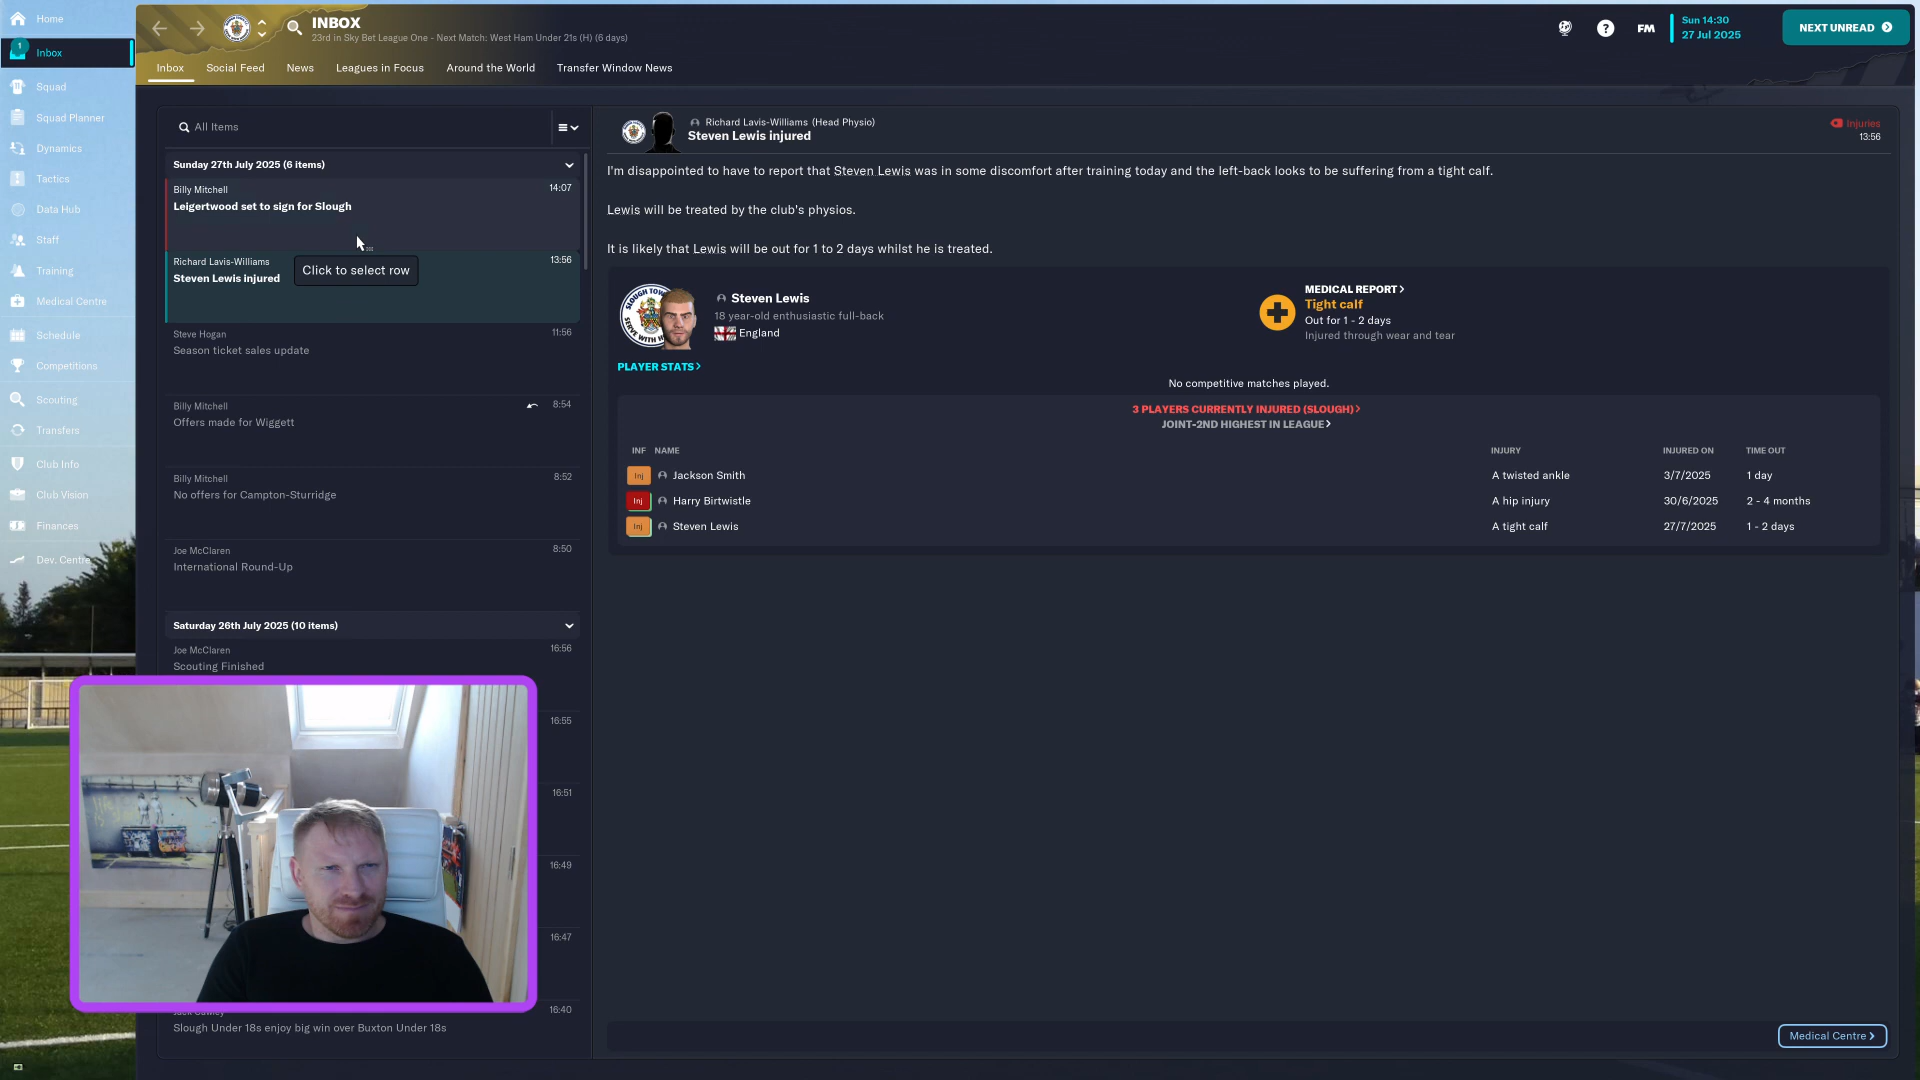 Home
1
Inbox
Squad
Squad Planner
Dynamics
Tactics
Data Hub
Staff
Training
Medical Centre
Schedule
Competitions
Scouting
Transfers
Club Info
Club Vision
Finances
Dev. Centre
INBOX
23rd in Sky Bet League One - Next Match: West Ham Under 21s (H) (6 days)
FM
Sun 14:30
27 Jul 2025
NEXT UNREAD
Inbox
Social Feed
News
Leagues in Focus
Around the World
Transfer Window News
All Items
Sunday 27th July 2025 (6 items)
Billy Mitchell 14:07
Leigertwood set to sign for Slough
Richard Lavis-Williams 13:56
Steven Lewis injured
Click to select row
Steve Hogan 11:56
Season ticket sales update
Billy Mitchell 8:54
Offers made for Wiggett
Billy Mitchell 8:52
No offers for Campton-Sturridge
Joe McClaren 8:50
International Round-Up
Saturday 26th July 2025 (10 items)
Joe McClaren 16:56
Scouting Finished
16:55
16:51
16:49
16:47
16:40
Slough Under 18s enjoy big win over Buxton Under 18s
Richard Lavis-Williams (Head Physio)
Steven Lewis injured
Injuries
13:56
I'm disappointed to have to report that Steven Lewis was in some discomfort after training today and the left-back looks to be suffering from a tight calf.
Lewis will be treated by the club's physios.
It is likely that Lewis will be out for 1 to 2 days whilst he is treated.
Steven Lewis
18 year-old enthusiastic full-back
England
MEDICAL REPORT >
Tight calf
Out for 1 - 2 days
Injured through wear and tear
PLAYER STATS >
No competitive matches played.
3 PLAYERS CURRENTLY INJURED (SLOUGH) >
JOINT-2ND HIGHEST IN LEAGUE >
INF NAME INJURY INJURED ON TIME OUT
Inj Jackson Smith A twisted ankle 3/7/2025 1 day
Inj Harry Birtwistle A hip injury 30/6/2025 2 - 4 months
Inj Steven Lewis A tight calf 27/7/2025 1 - 2 days
Medical Centre >